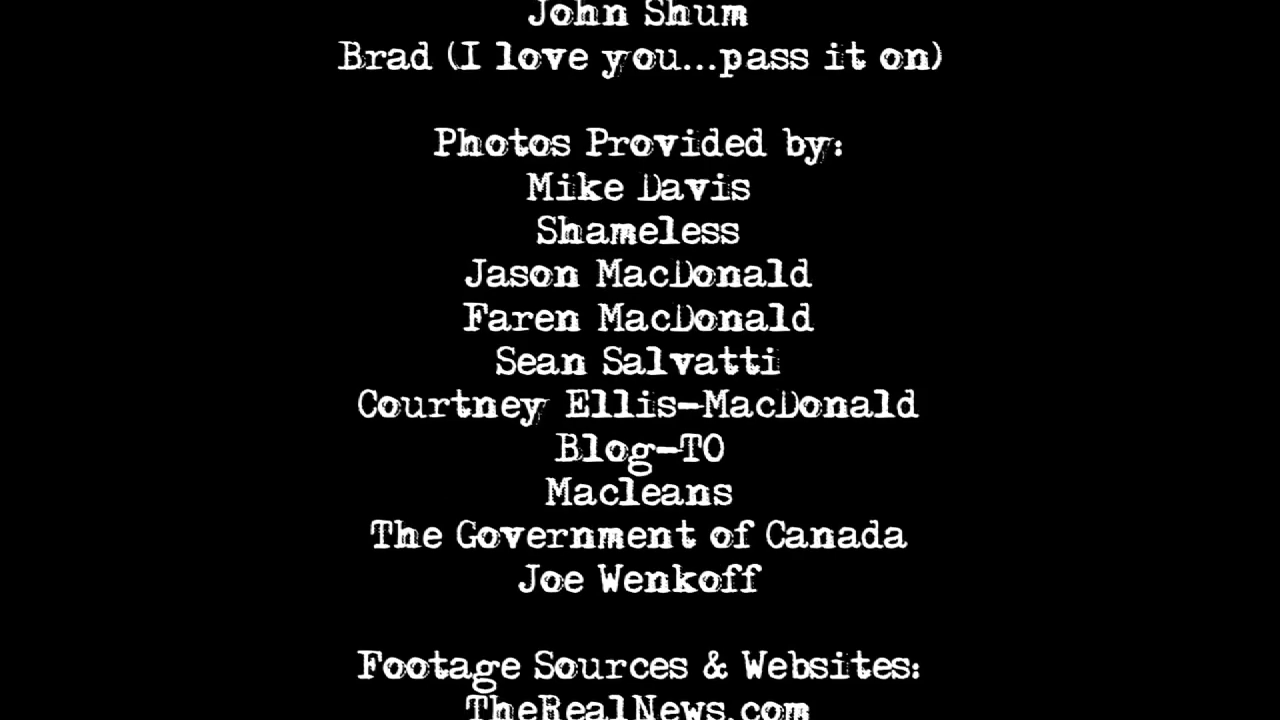 John Shum
Brad (I love you...pass it on)
Photos Provided by:
Mike Davis
Shameless
Jason MacDonald
Faren MacDonald
Sean Salvatti
Courtney Ellis-MacDonald
Blog-TO
Macleans
The Government of Canada
Joe Wenkoff
Footage Sources & Websites:
TheRealNews.com